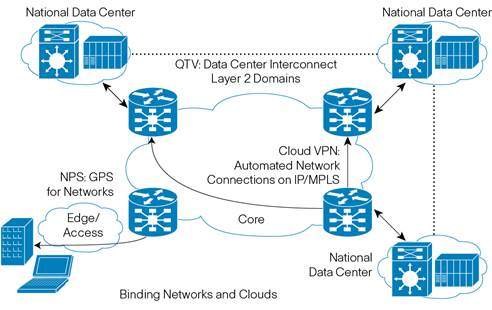 National Data Center
National Data Center
QTV: Data Center Interconnect
Layer 2 Domains
Cloud VPN:
Automated Network
Connections on IP/MPLS
NPS: GPS
for Networks
Edge/
Access
Core
National
Data Center
Binding Networks and Clouds